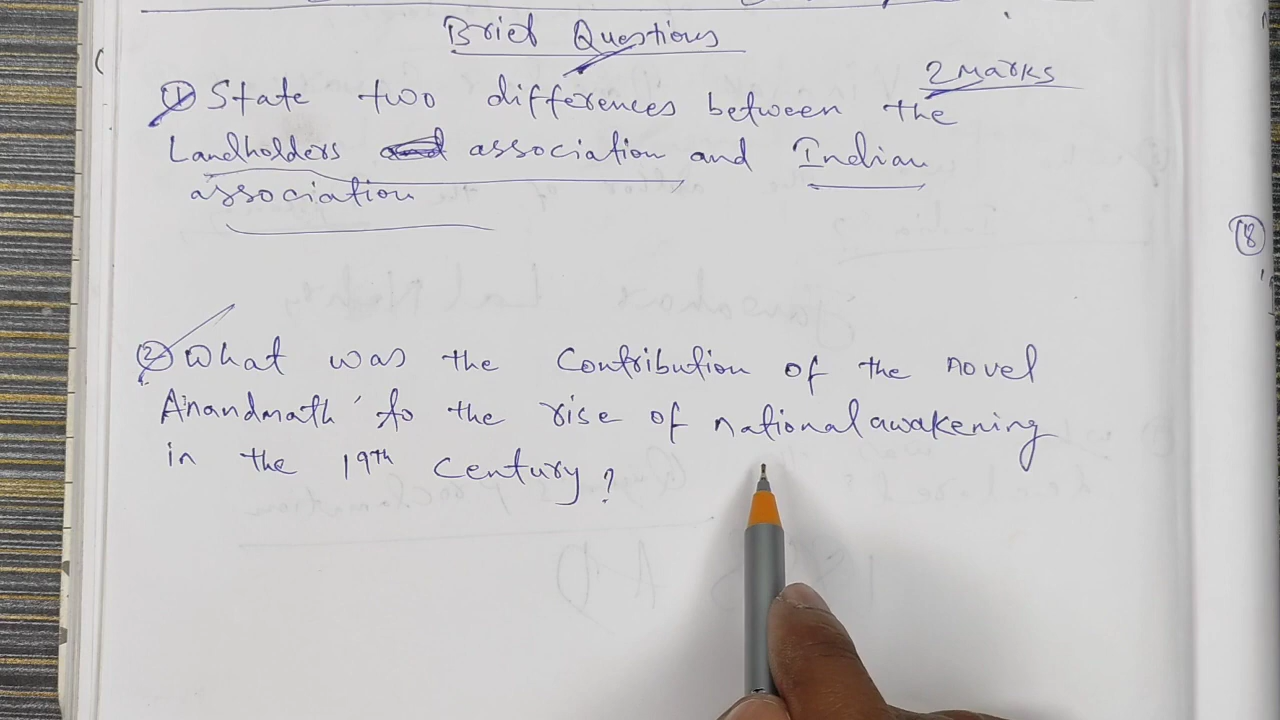 Brief Questions
2 Marks
① State two differences between the
Landholders association and Indian
association
② What was the Contribution of the novel
'Anandmath' to the rise of national awakening
in the 19th Century?
18